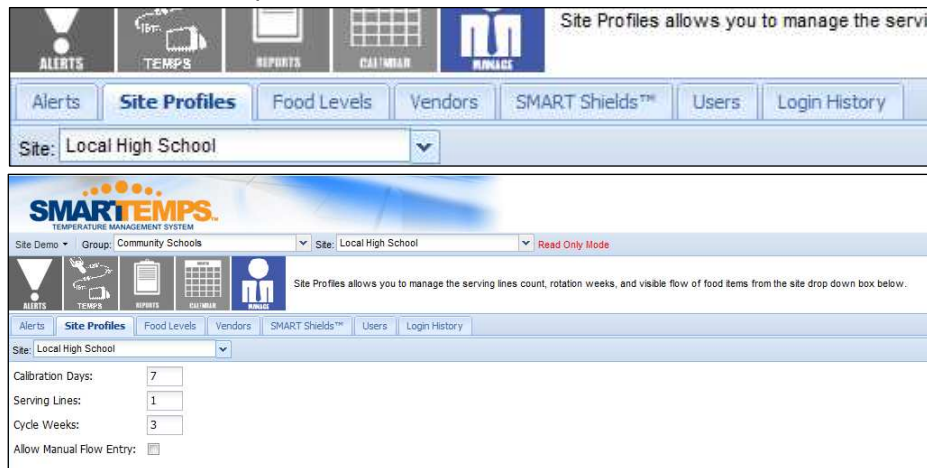 Site Profiles allows you to manage the servi
ALERTS TEMPS REPORTS CALENDAR MANAGE
Alerts Site Profiles Food Levels Vendors SMART Shields™ Users Login History
Site: Local High School
SMARTTEMPS™
TEMPERATURE MANAGEMENT SYSTEM
Site Demo Group: Community Schools Site: Local High School Read Only Mode
Site Profiles allows you to manage the serving lines count, rotation weeks, and visible flow of food items from the site drop down box below.
ALERTS TEMPS REPORTS CALENDAR MANAGE
Alerts Site Profiles Food Levels Vendors SMART Shields™ Users Login History
Site: Local High School
Calibration Days: 7
Serving Lines: 1
Cycle Weeks: 3
Allow Manual Flow Entry: